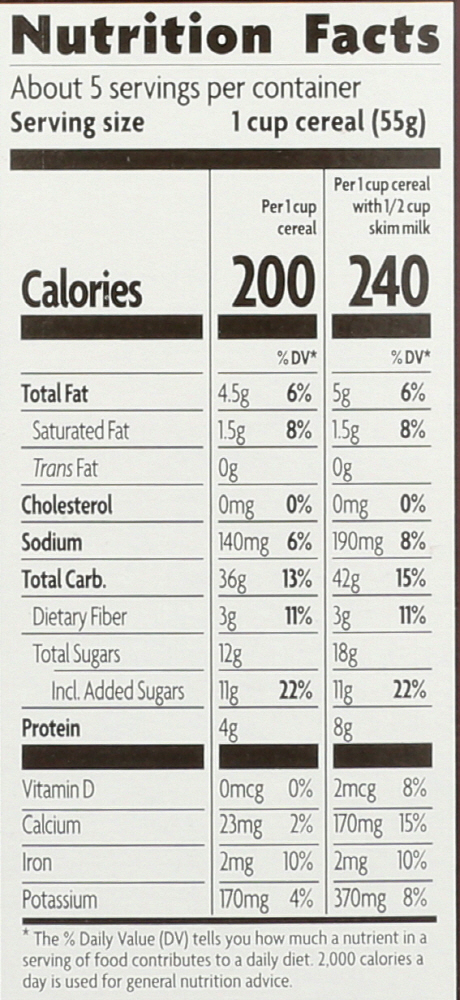 Nutrition Facts
About 5 servings per container
Serving size 1 cup cereal (55g)
Per 1 cup cereal
Per 1 cup cereal with 1/2 cup skim milk
Calories 200 240
% DV* % DV*
Total Fat 4.5g 6% 5g 6%
Saturated Fat 1.5g 8% 1.5g 8%
Trans Fat 0g 0g
Cholesterol 0mg 0% 0mg 0%
Sodium 140mg 6% 190mg 8%
Total Carb. 36g 13% 42g 15%
Dietary Fiber 3g 11% 3g 11%
Total Sugars 12g 18g
Incl. Added Sugars 11g 22% 11g 22%
Protein 4g 8g
Vitamin D 0mcg 0% 2mcg 8%
Calcium 23mg 2% 170mg 15%
Iron 2mg 10% 2mg 10%
Potassium 170mg 4% 370mg 8%
* The % Daily Value (DV) tells you how much a nutrient in a
serving of food contributes to a daily diet. 2,000 calories a
day is used for general nutrition advice.